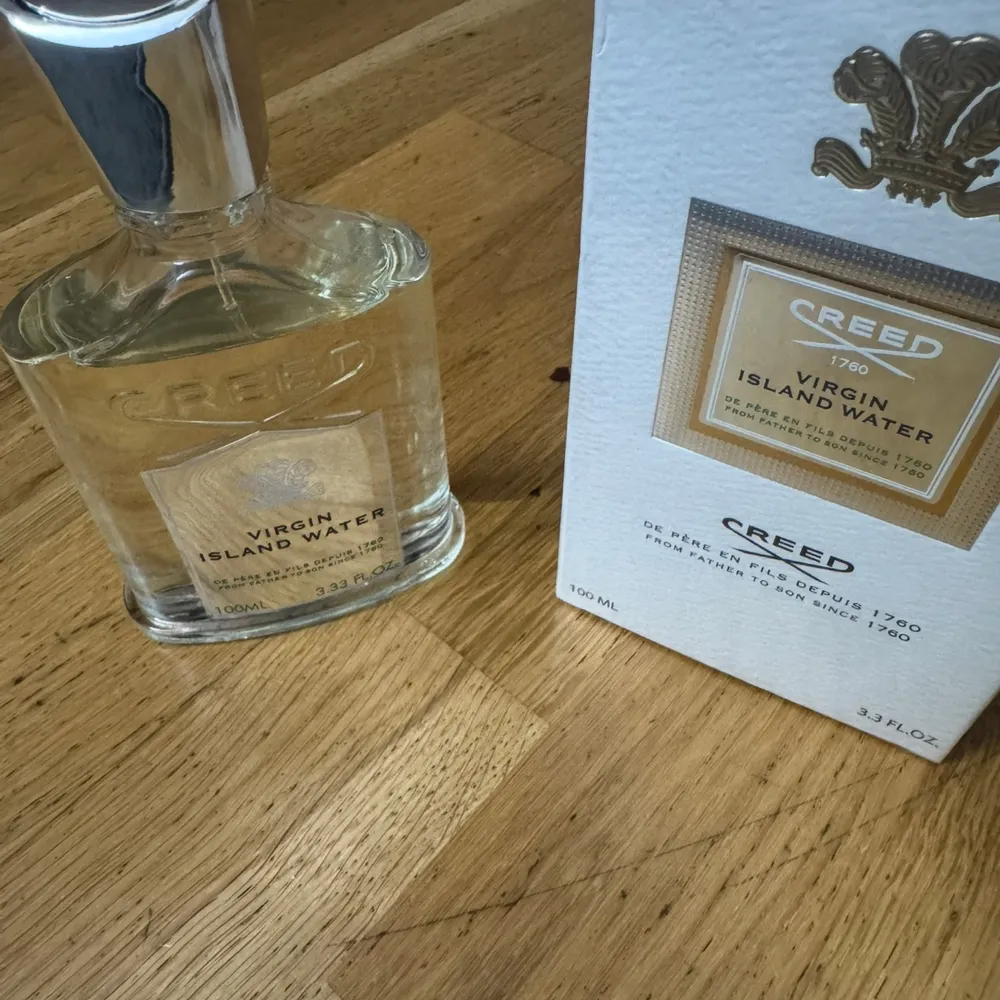 CREED
VIRGIN
ISLAND WATER
DE PÈRE EN FILS DEPUIS 1760
FROM FATHER TO SON SINCE 1760
100ML 3.33 FL.OZ.
CREED
1760
VIRGIN
ISLAND WATER
DE PÈRE EN FILS DEPUIS 1760
FROM FATHER TO SON SINCE 1760
CREED
DE PÈRE EN FILS DEPUIS 1760
FROM FATHER TO SON SINCE 1760
100 ML
3.3 FL.OZ.